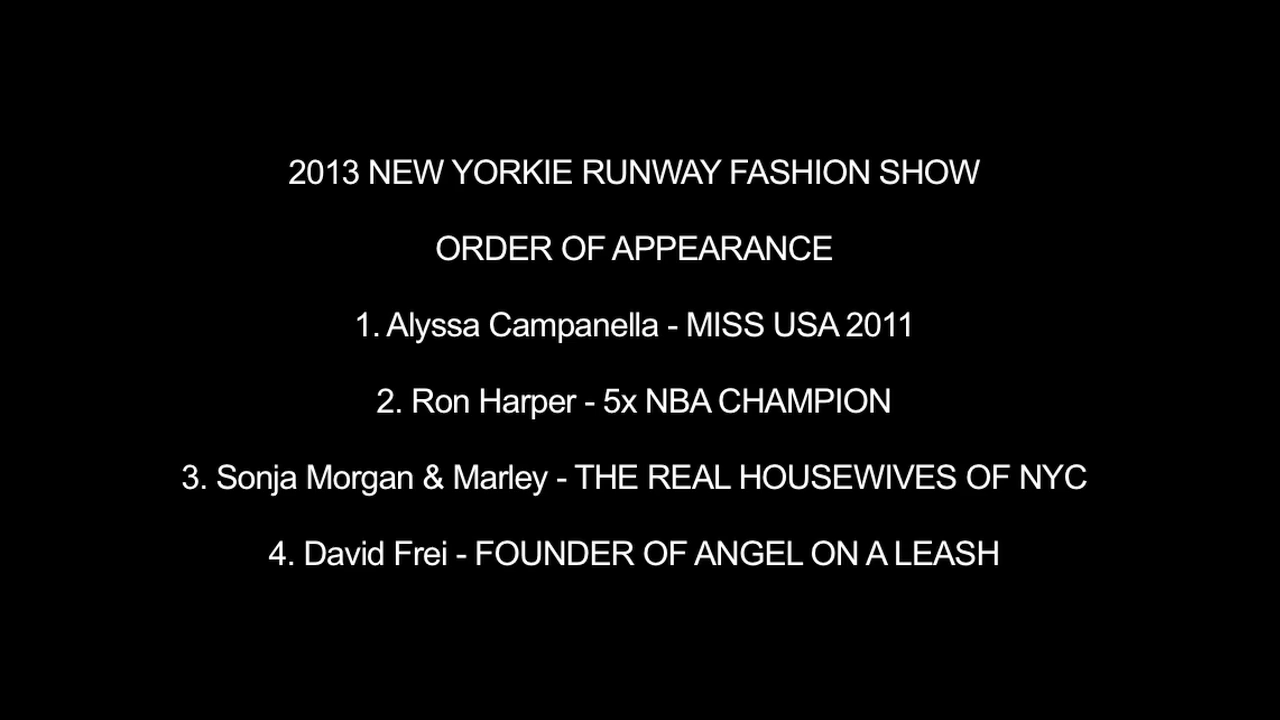 2013 NEW YORKIE RUNWAY FASHION SHOW
ORDER OF APPEARANCE
1. Alyssa Campanella - MISS USA 2011
2. Ron Harper - 5x NBA CHAMPION
3. Sonja Morgan & Marley - THE REAL HOUSEWIVES OF NYC
4. David Frei - FOUNDER OF ANGEL ON A LEASH